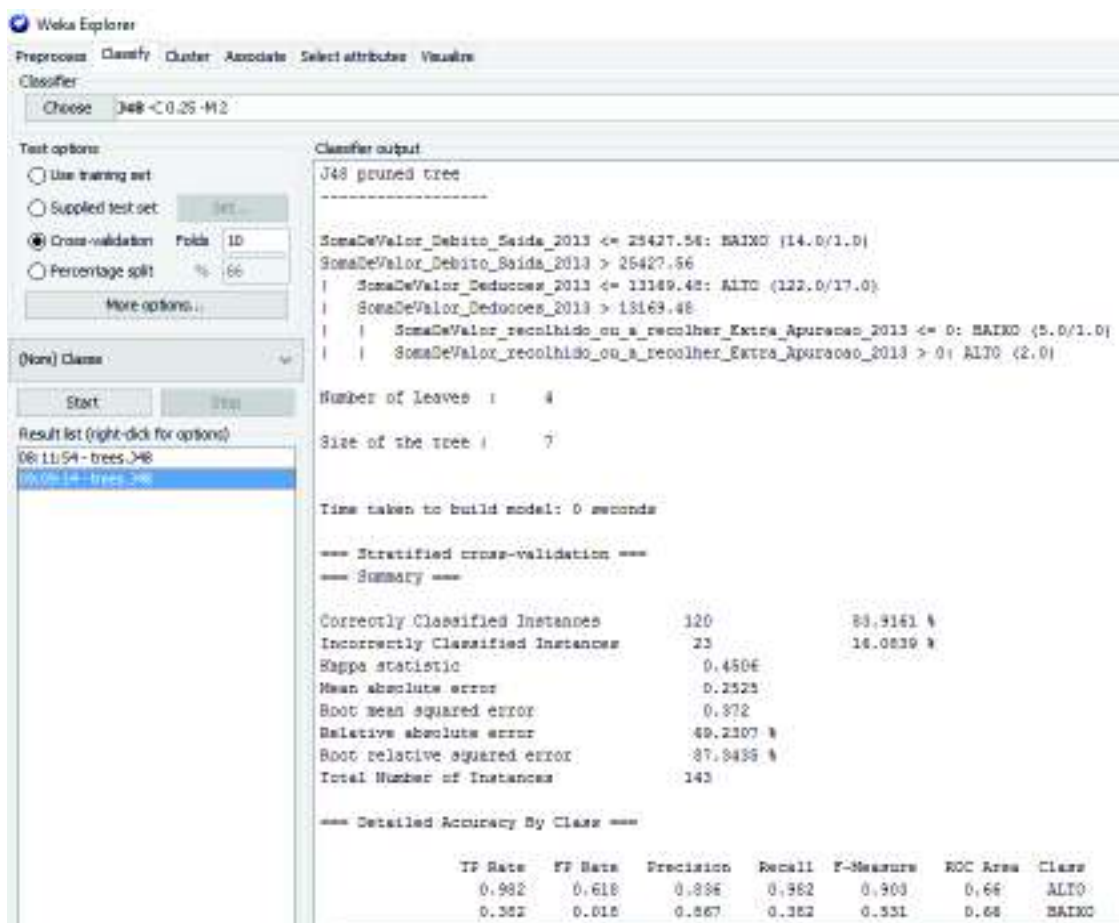 Weka Explorer
Preprocess Classify Cluster Associate Select attributes Visualize
Classifier
Choose J48 -C 0.25 -M 2
Test options
Use training set
Supplied test set Set...
Cross-validation Folds 10
Percentage split % 66
More options...
(Nom) Classe
Start Stop
Result list (right-click for options)
08:11:54 - trees.J48
09:09:14 - trees.J48
Classifier output
J48 pruned tree
------------------
SomaDeValor_Debito_Saida_2013 <= 25427.56: BAIXO (14.0/1.0)
SomaDeValor_Debito_Saida_2013 > 25427.56
| SomaDeValor_Deducoes_2013 <= 13169.48: ALTO (122.0/17.0)
| SomaDeValor_Deducoes_2013 > 13169.48
| | SomaDeValor_recolhido_ou_a_recolher_Extra_Apuracao_2013 <= 0: BAIXO (5.0/1.0)
| | SomaDeValor_recolhido_ou_a_recolher_Extra_Apuracao_2013 > 0: ALTO (2.0)
Number of Leaves : 4
Size of the tree : 7
Time taken to build model: 0 seconds
=== Stratified cross-validation ===
=== Summary ===
Correctly Classified Instances 120 83.9161 %
Incorrectly Classified Instances 23 16.0839 %
Kappa statistic 0.4506
Mean absolute error 0.2525
Root mean squared error 0.372
Relative absolute error %
Root relative squared error 87.3435 %
Total Number of Instances 143
=== Detailed Accuracy By Class ===
TP Rate FP Rate Precision Recall F-Measure ROC Area Class
0.982 0.618 0.836 0.982 0.903 0.66 ALTO
0.382 0.018 0.867 0.382 0.531 0.66 BAIXO